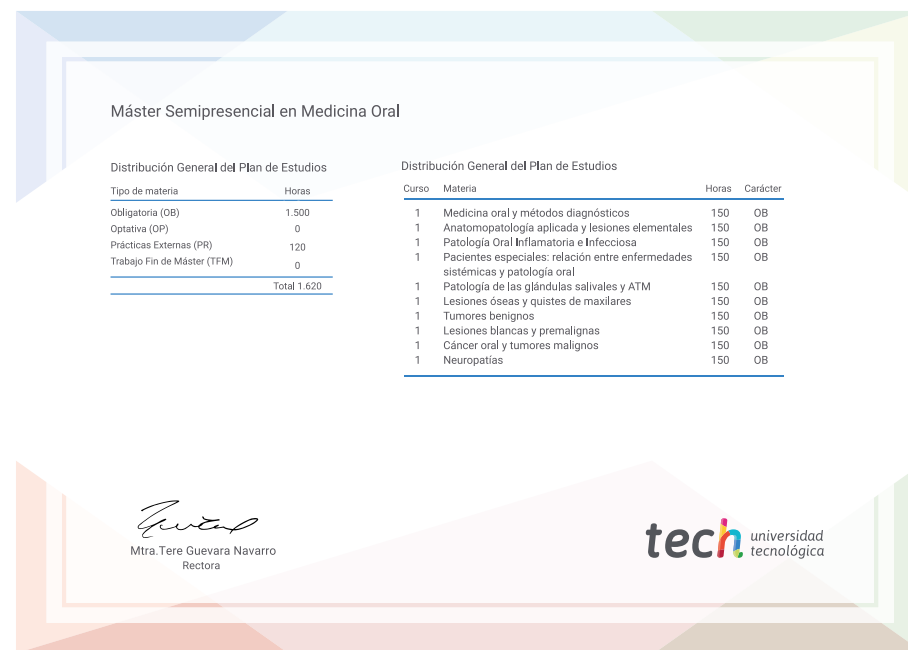 Máster Semipresencial en Medicina Oral
Distribución General del Plan de Estudios
Tipo de materia Horas
Obligatoria (OB) 1.500
Optativa (OP) 0
Prácticas Externas (PR) 120
Trabajo Fin de Máster (TFM) 0
Total 1.620
Distribución General del Plan de Estudios
Curso Materia Horas Carácter
1 Medicina oral y métodos diagnósticos 150 OB
1 Anatomopatología aplicada y lesiones elementales 150 OB
1 Patología Oral Inflamatoria e Infecciosa 150 OB
1 Pacientes especiales: relación entre enfermedades 150 OB
sistémicas y patología oral
1 Patología de las glándulas salivales y ATM 150 OB
1 Lesiones óseas y quistes de maxilares 150 OB
1 Tumores benignos 150 OB
1 Lesiones blancas y premalignas 150 OB
1 Cáncer oral y tumores malignos 150 OB
1 Neuropatías 150 OB
Mtra.Tere Guevara Navarro
Rectora
tech universidad
tecnológica